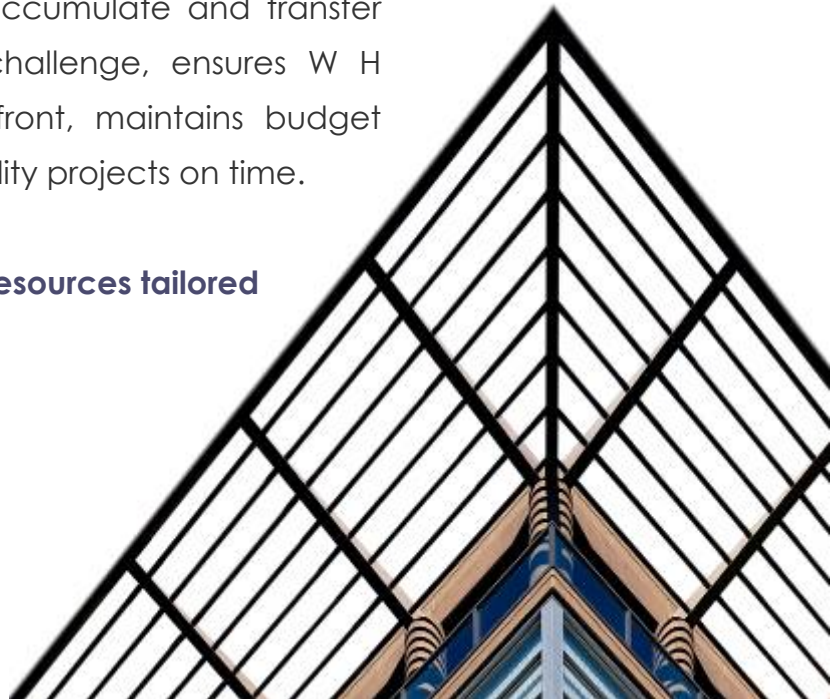 ccumulate and transfer
challenge, ensures W H
front, maintains budget
lity projects on time.
esources tailored